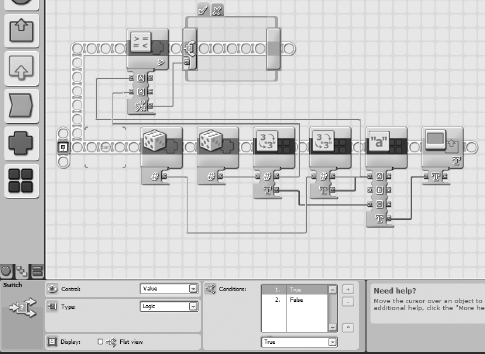 Switch
Control:
Value
Type:
Logic
Display:
Flat view
Conditions:
1. True
2. False
True
Need help?
Move the cursor over an object to
additional help, click the "More he
"a"